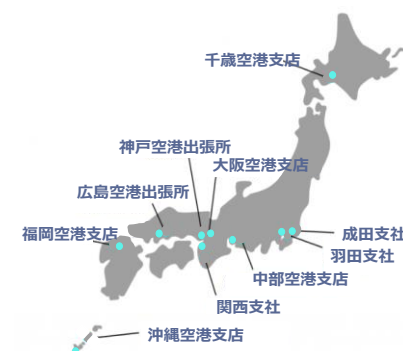 千歳空港支店
神戸空港出張所
大阪空港支店
広島空港出張所
福岡空港支店
成田支社
羽田支社
中部空港支店
関西支社
沖縄空港支店